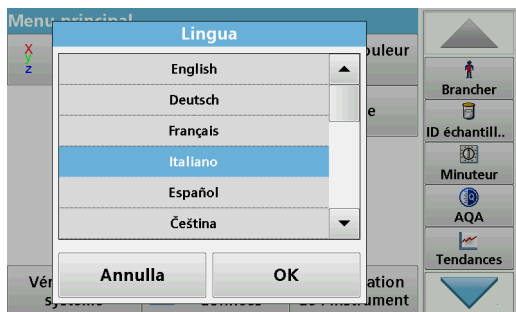 Menu principal
Lingua
x
y
z
English
Deutsch
Français
Italiano
Español
Čeština
Annulla
OK
Brancher
ID échantill..
Minuteur
AQA
Tendances